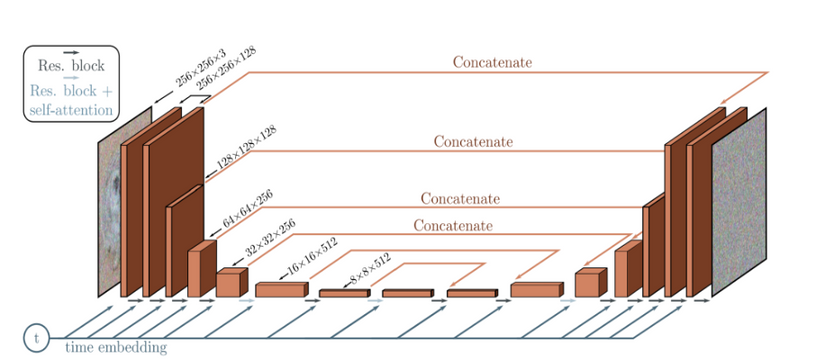 Res. block
Res. block +
self-attention
256×256×3
256×256×128
128×128×128
64×64×256
32×32×256
16×16×512
8×8×512
Concatenate
Concatenate
Concatenate
Concatenate
t
time embedding